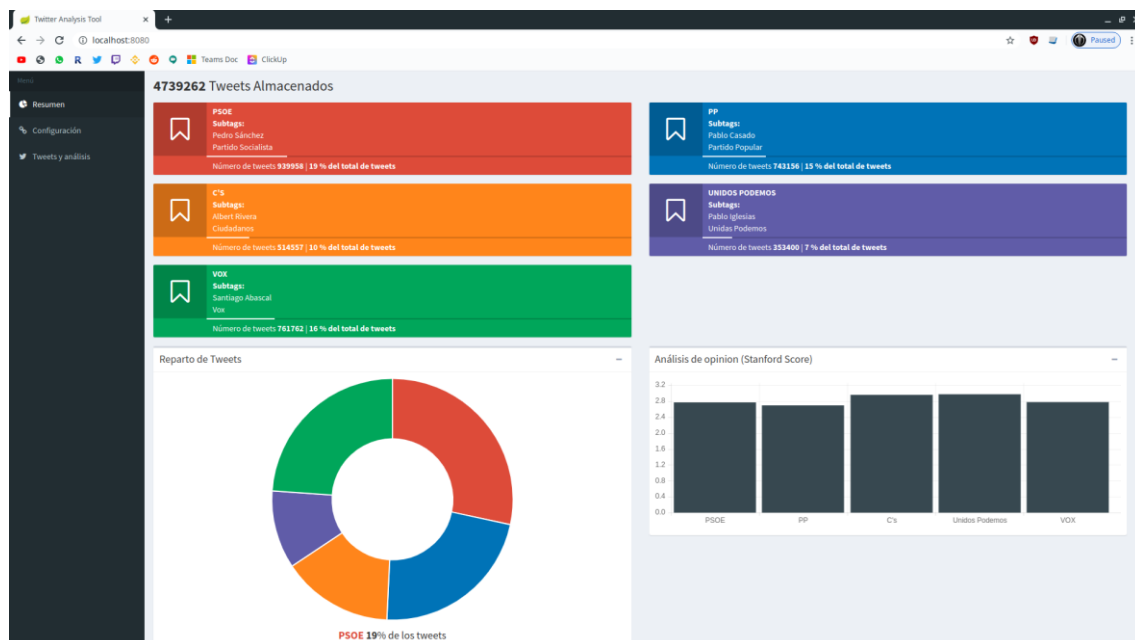 Twitter Analysis Tool
localhost:8080
Paused
Teams Doc
ClickUp
Menú
Resumen
Configuración
Tweets y análisis
4739262 Tweets Almacenados
PSOE
Subtags:
Pedro Sánchez
Partido Socialista
Número de tweets 939958 | 19 % del total de tweets
PP
Subtags:
Pablo Casado
Partido Popular
Número de tweets 743156 | 15 % del total de tweets
C'S
Subtags:
Albert Rivera
Ciudadanos
Número de tweets 514557 | 10 % del total de tweets
UNIDOS PODEMOS
Subtags:
Pablo Iglesias
Unidas Podemos
Número de tweets 353400 | 7 % del total de tweets
VOX
Subtags:
Santiago Abascal
Vox
Número de tweets 761762 | 16 % del total de tweets
Reparto de Tweets
PSOE 19% de los tweets
Análisis de opinion (Stanford Score)
3.2
2.8
2.4
2.0
1.6
1.2
0.8
0.4
0.0
PSOE PP C's Unidos Podemos VOX